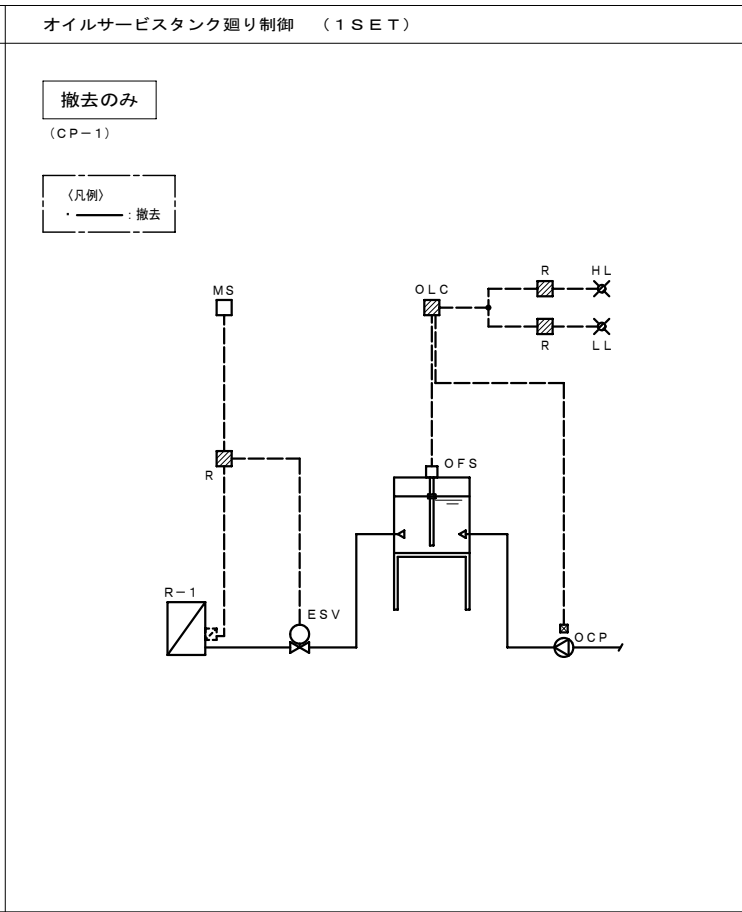 オイルサービスタンク廻り制御 (1SET)
撤去のみ
(CP-1)
〈凡例〉
・ ━━━ : 撤去
MS
OLC
R
HL
R
LL
R
OFS
R-1
ESV
OCP